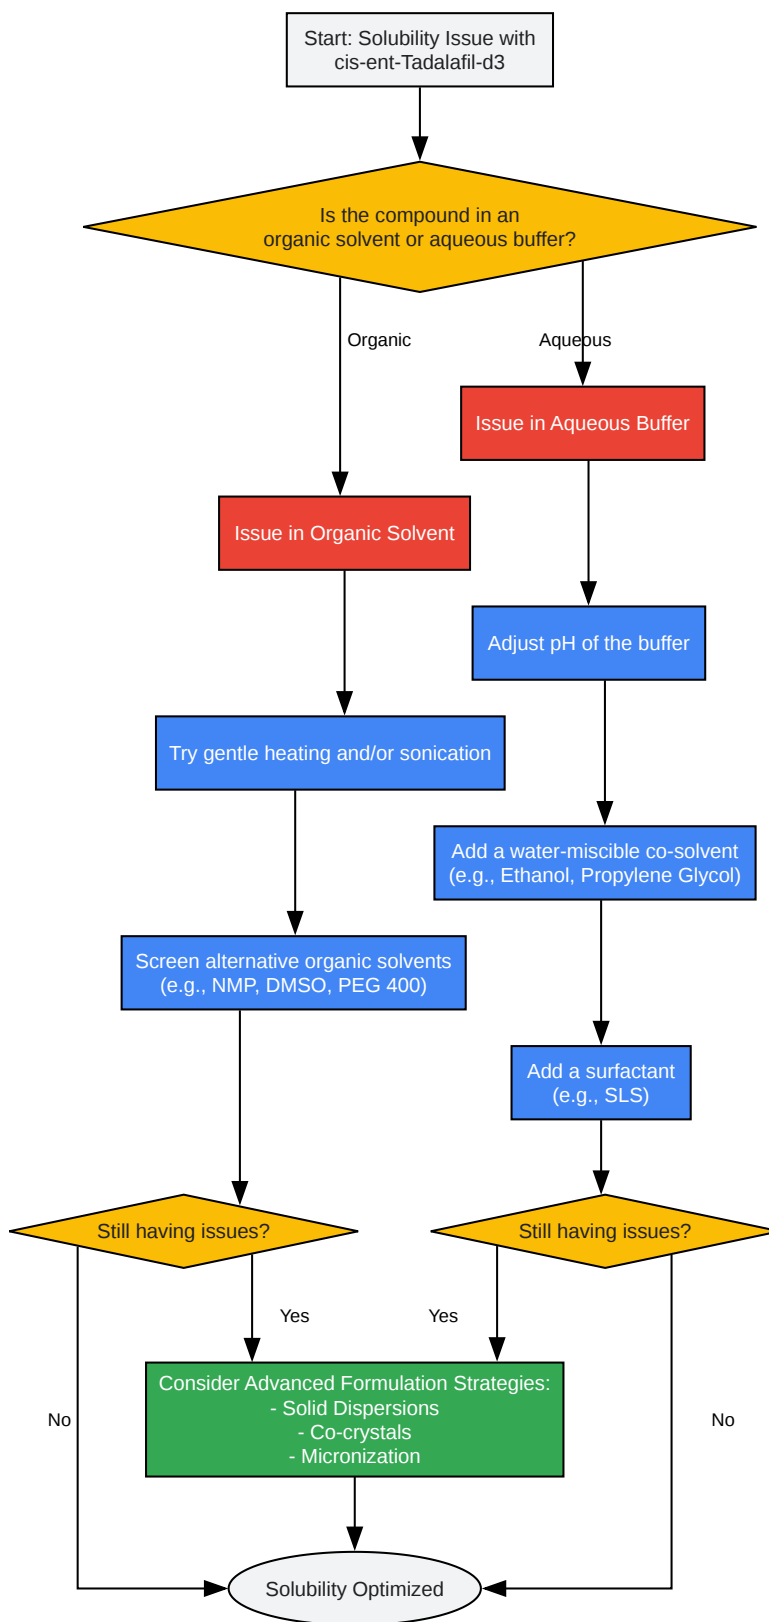 Start: Solubility Issue with
cis-ent-Tadalafil-d3
Is the compound in an
organic solvent or aqueous buffer?
Organic
Aqueous
Issue in Aqueous Buffer
Issue in Organic Solvent
Adjust pH of the buffer
Try gentle heating and/or sonication
Add a water-miscible co-solvent
(e.g., Ethanol, Propylene Glycol)
Screen alternative organic solvents
(e.g., NMP, DMSO, PEG 400)
Add a surfactant
(e.g., SLS)
Still having issues?
Still having issues?
Yes
Yes
Consider Advanced Formulation Strategies:
- Solid Dispersions
- Co-crystals
- Micronization
No
No
Solubility Optimized